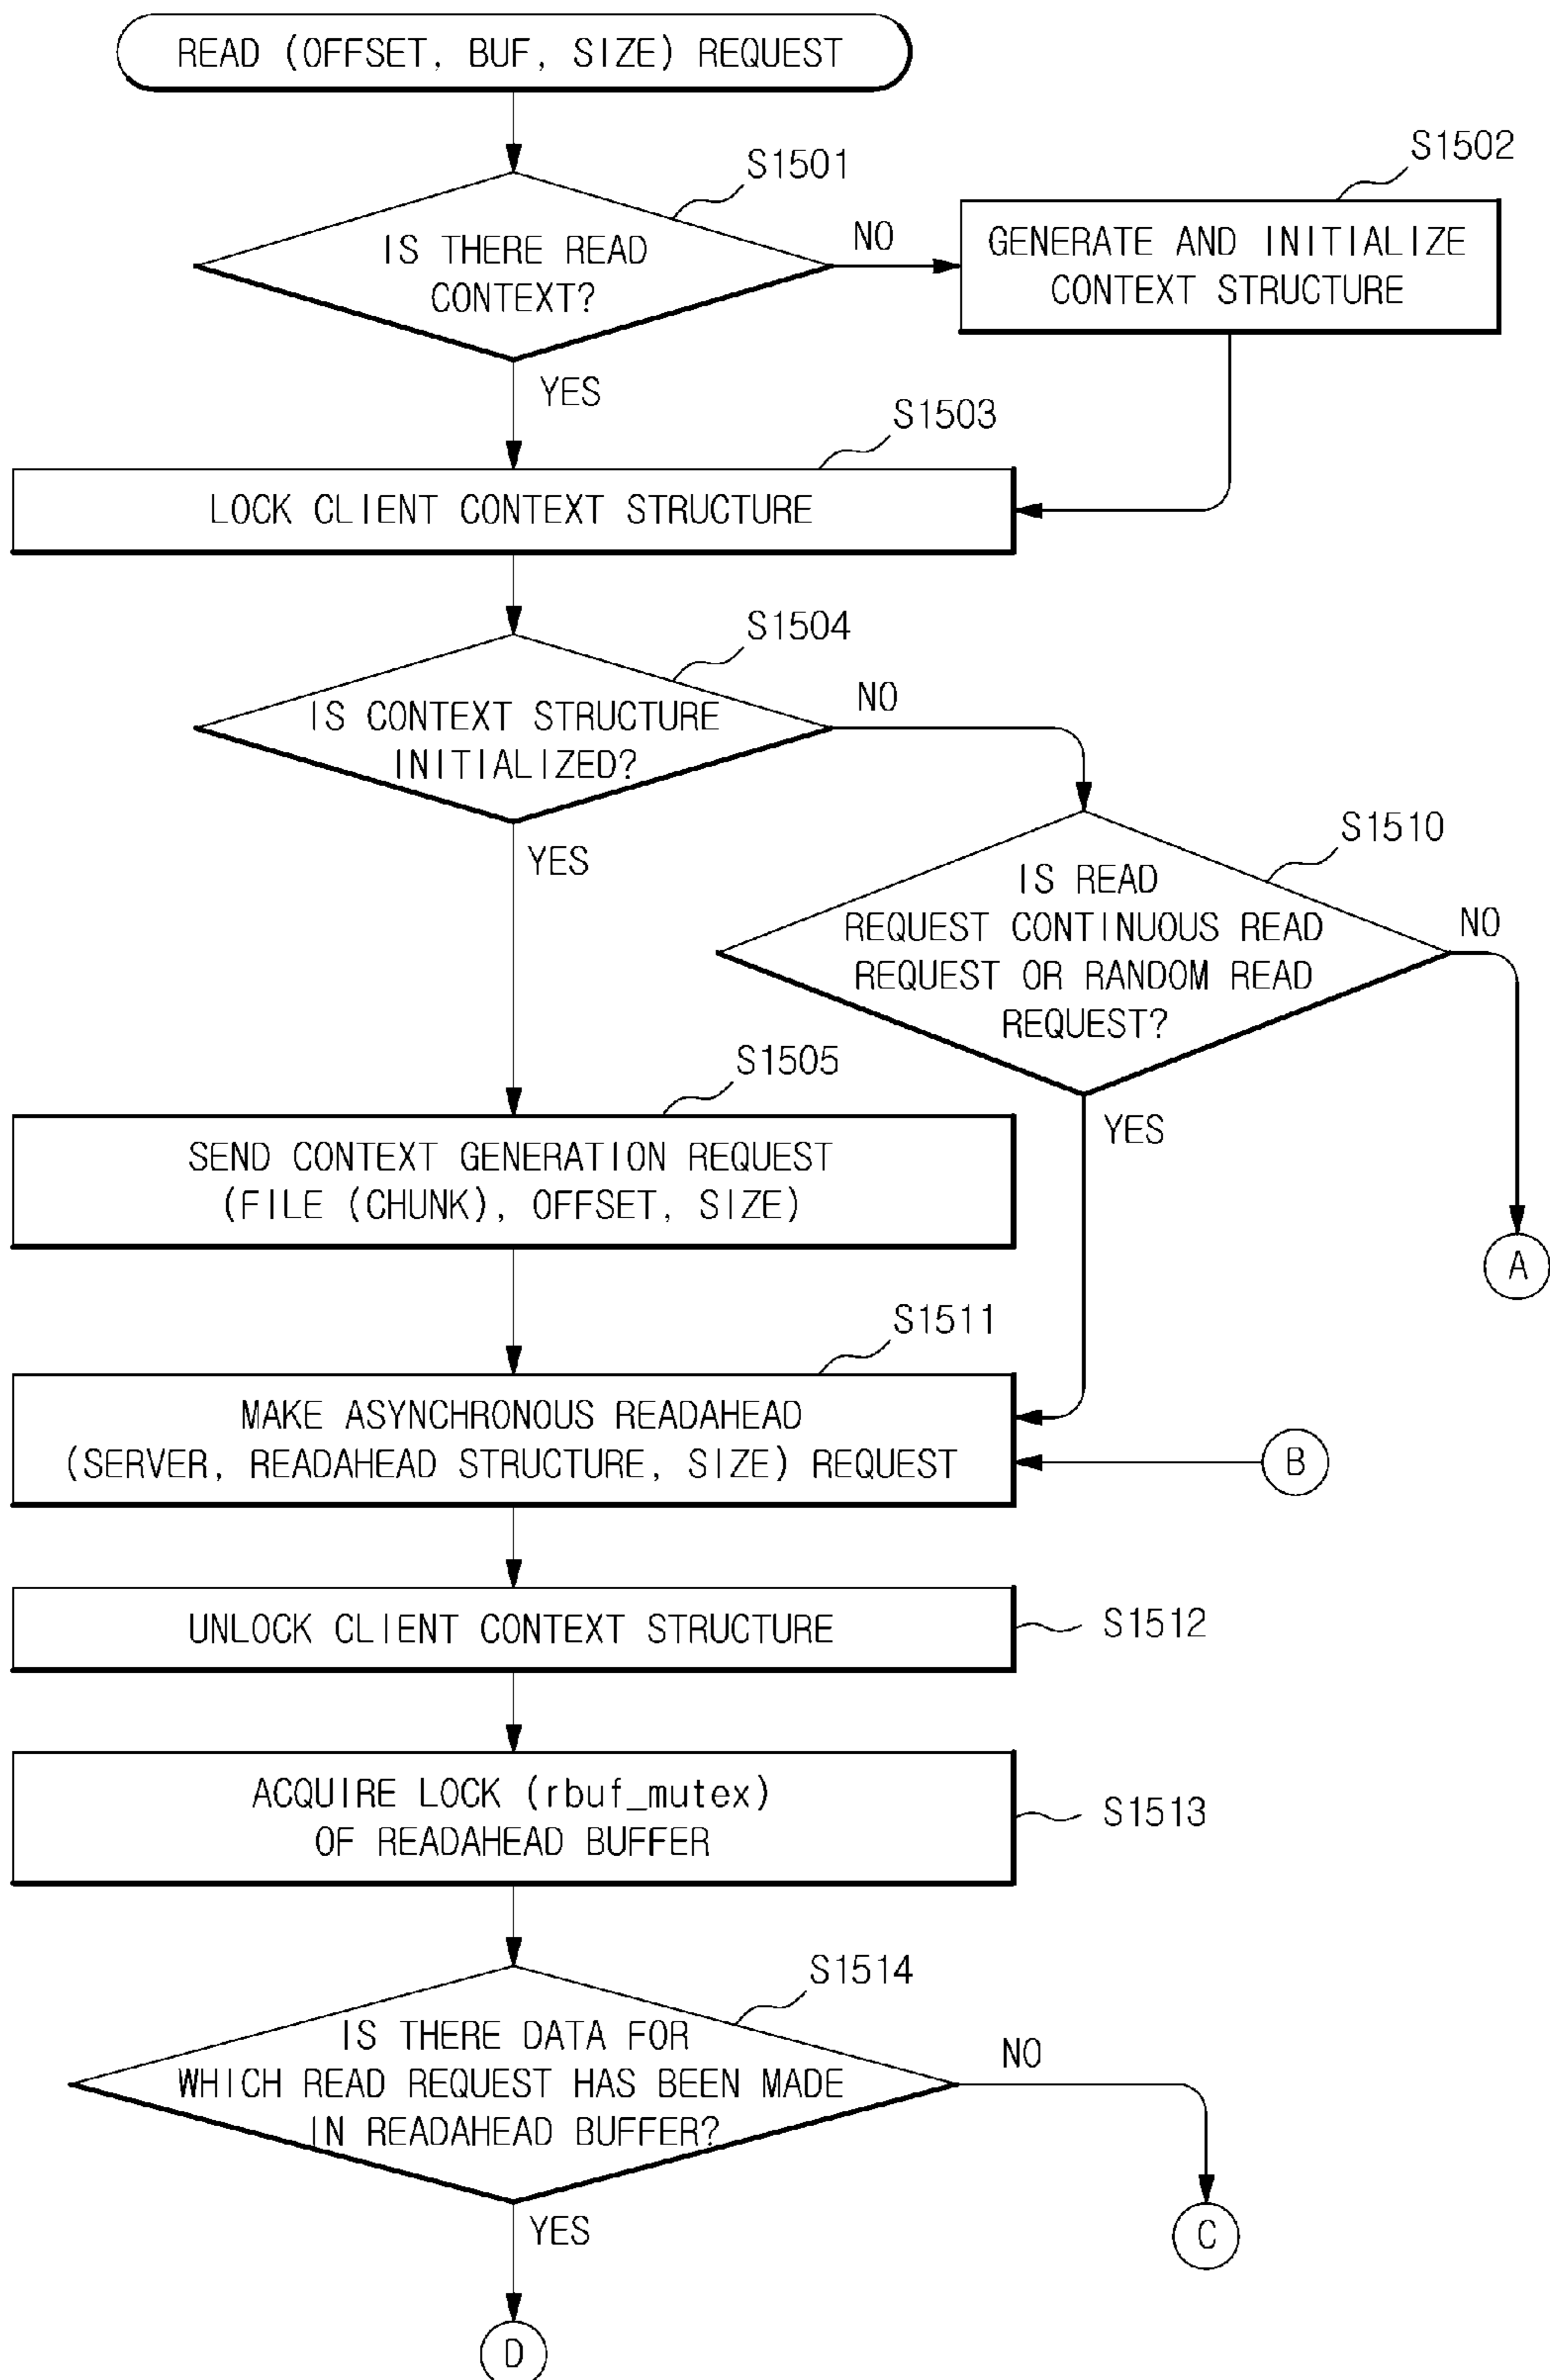 READ (OFFSET, BUF, SIZE) REQUEST
S1501
IS THERE READ
CONTEXT?
NO
S1502
GENERATE AND INITIALIZE
CONTEXT STRUCTURE
YES
S1503
LOCK CLIENT CONTEXT STRUCTURE
S1504
IS CONTEXT STRUCTURE
INITIALIZED?
NO
YES
S1510
IS READ
REQUEST CONTINUOUS READ
REQUEST OR RANDOM READ
REQUEST?
NO
YES
A
S1505
SEND CONTEXT GENERATION REQUEST
(FILE (CHUNK), OFFSET, SIZE)
S1511
MAKE ASYNCHRONOUS READAHEAD
(SERVER, READAHEAD STRUCTURE, SIZE) REQUEST
B
UNLOCK CLIENT CONTEXT STRUCTURE
S1512
ACQUIRE LOCK (rbuf_mutex)
OF READAHEAD BUFFER
S1513
S1514
IS THERE DATA FOR
WHICH READ REQUEST HAS BEEN MADE
IN READAHEAD BUFFER?
NO
YES
C
D